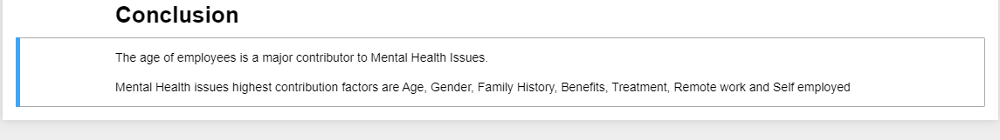 Conclusion
The age of employees is a major contributor to Mental Health Issues.
Mental Health issues highest contribution factors are Age, Gender, Family History, Benefits, Treatment, Remote work and Self employed